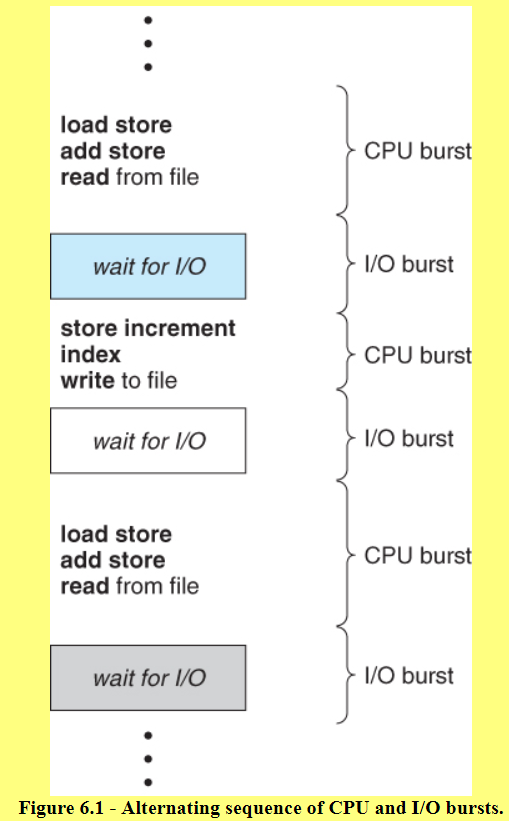 load store
add store
read from file
CPU burst
wait for I/O
I/O burst
store increment
index
write to file
CPU burst
wait for I/O
I/O burst
load store
add store
read from file
CPU burst
wait for I/O
I/O burst
Figure 6.1 - Alternating sequence of CPU and I/O bursts.